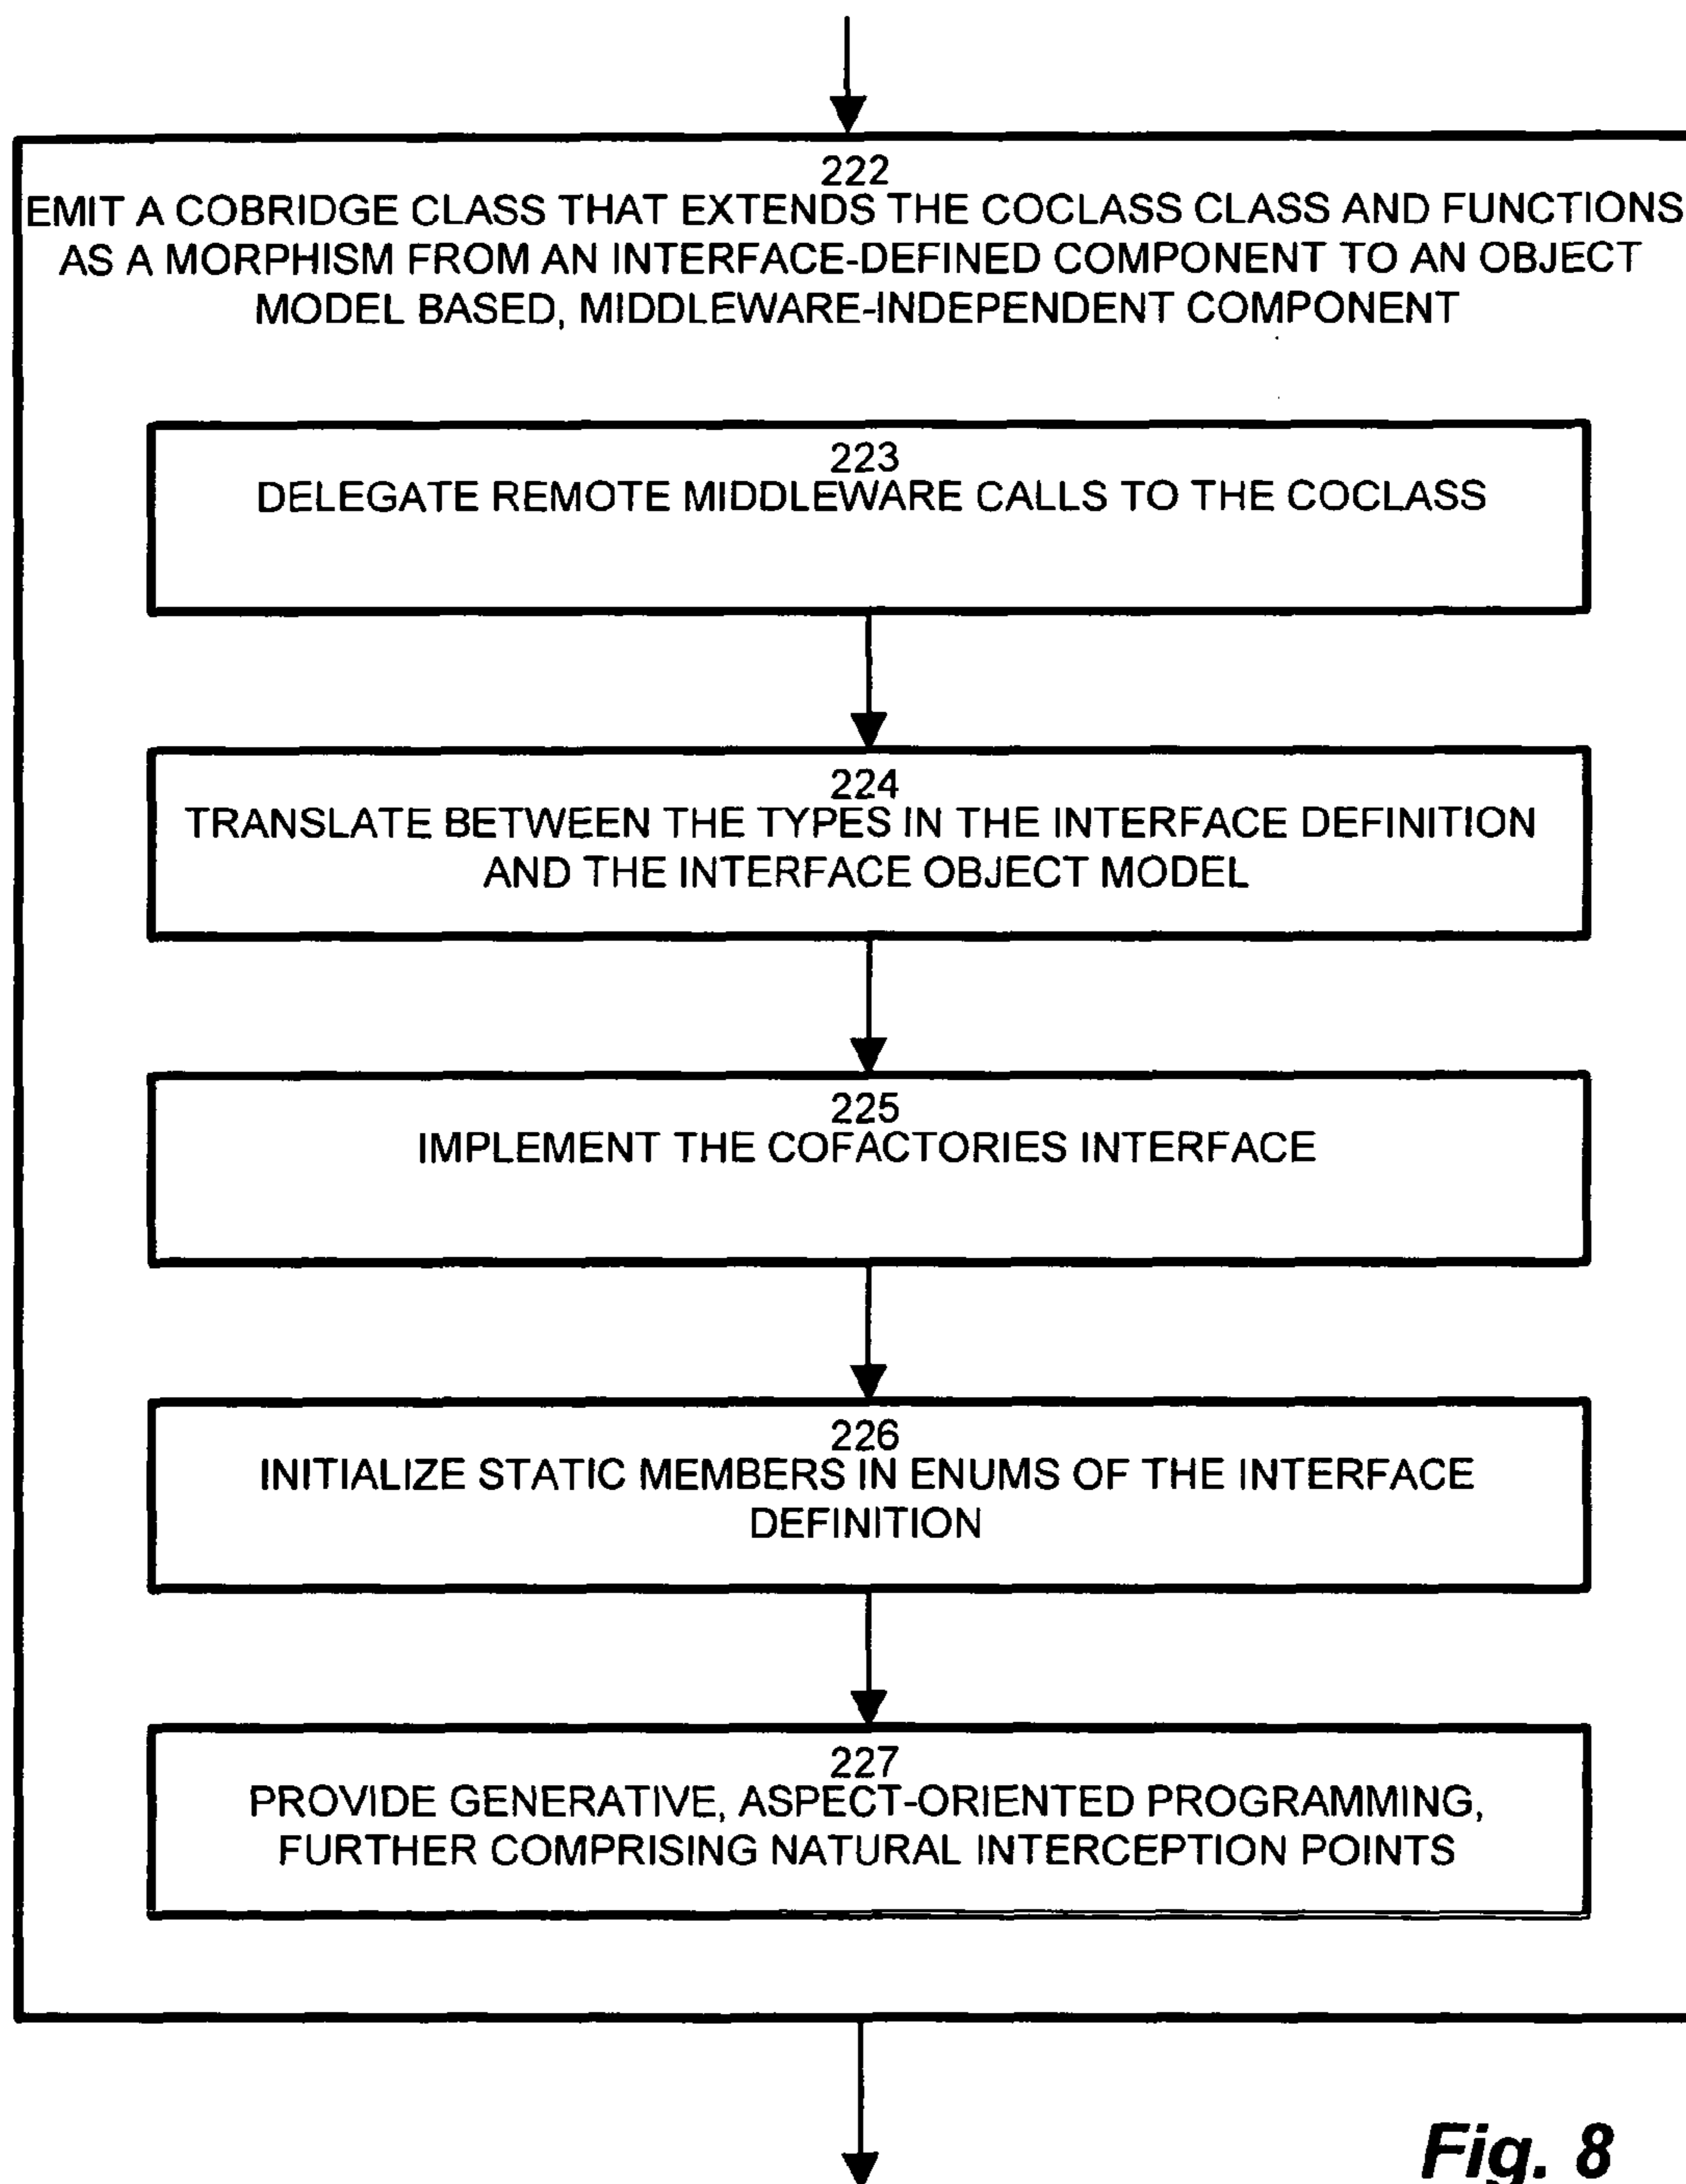 222
EMIT A COBRIDGE CLASS THAT EXTENDS THE COCLASS CLASS AND FUNCTIONS
AS A MORPHISM FROM AN INTERFACE-DEFINED COMPONENT TO AN OBJECT
MODEL BASED, MIDDLEWARE-INDEPENDENT COMPONENT
223
DELEGATE REMOTE MIDDLEWARE CALLS TO THE COCLASS
224
TRANSLATE BETWEEN THE TYPES IN THE INTERFACE DEFINITION
AND THE INTERFACE OBJECT MODEL
225
IMPLEMENT THE COFACTORIES INTERFACE
226
INITIALIZE STATIC MEMBERS IN ENUMS OF THE INTERFACE
DEFINITION
227
PROVIDE GENERATIVE, ASPECT-ORIENTED PROGRAMMING,
FURTHER COMPRISING NATURAL INTERCEPTION POINTS
Fig. 8